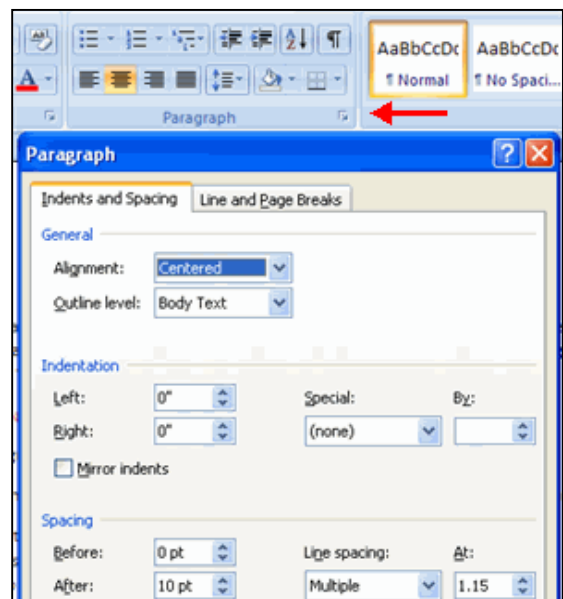 AaBbCcDc AaBbCcDc
A
¶ Normal ¶ No Spaci...
Paragraph
Paragraph
Indents and Spacing Line and Page Breaks
General
Alignment: Centered
Outline level: Body Text
Indentation
Left: 0" Special: By:
Right: 0" (none)
Mirror indents
Spacing
Before: 0 pt Line spacing: At:
After: 10 pt Multiple 1.15